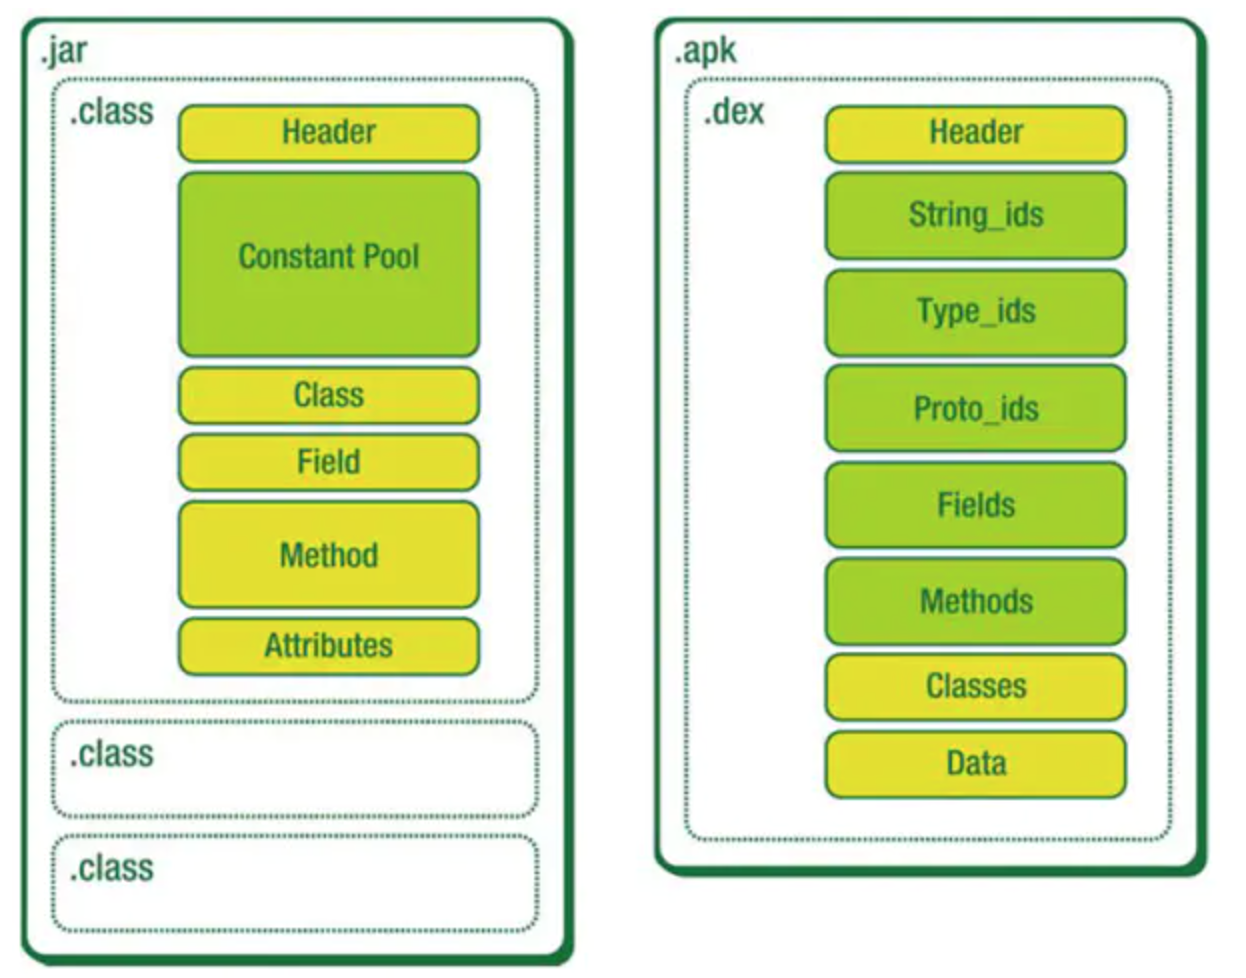 .jar
.class
Header
Constant Pool
Class
Field
Method
Attributes
.class
.class
.apk
.dex
Header
String_ids
Type_ids
Proto_ids
Fields
Methods
Classes
Data